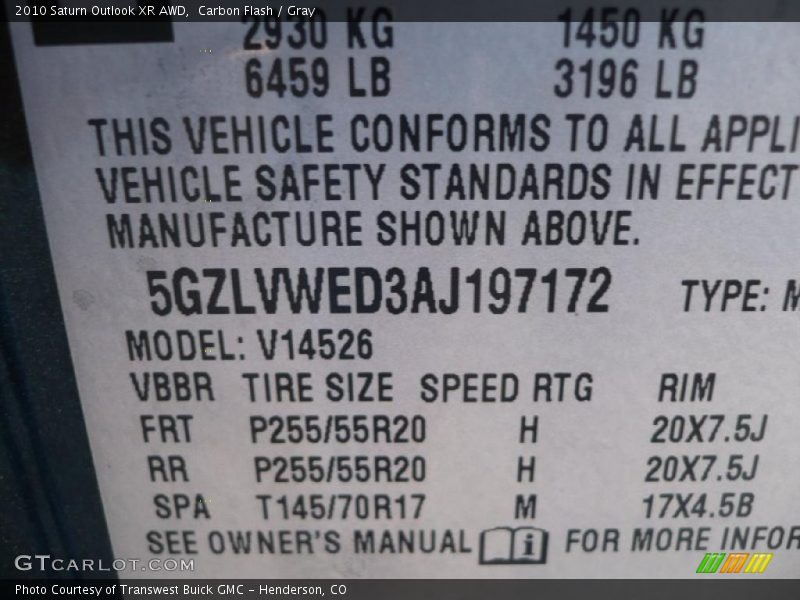 2010 Saturn Outlook XR AWD, Carbon Flash / Gray
2930 KG 1450 KG
6459 LB 3196 LB
THIS VEHICLE CONFORMS TO ALL APPLI
VEHICLE SAFETY STANDARDS IN EFFECT
MANUFACTURE SHOWN ABOVE.
5GZLVWED3AJ197172 TYPE: M
MODEL: V14526
VBBR TIRE SIZE SPEED RTG RIM
FRT P255/55R20 H 20X7.5J
RR P255/55R20 H 20X7.5J
SPA T145/70R17 M 17X4.5B
SEE OWNER'S MANUAL i FOR MORE INFOR
GTCARLOT.COM
Photo Courtesy of Transwest Buick GMC - Henderson, CO